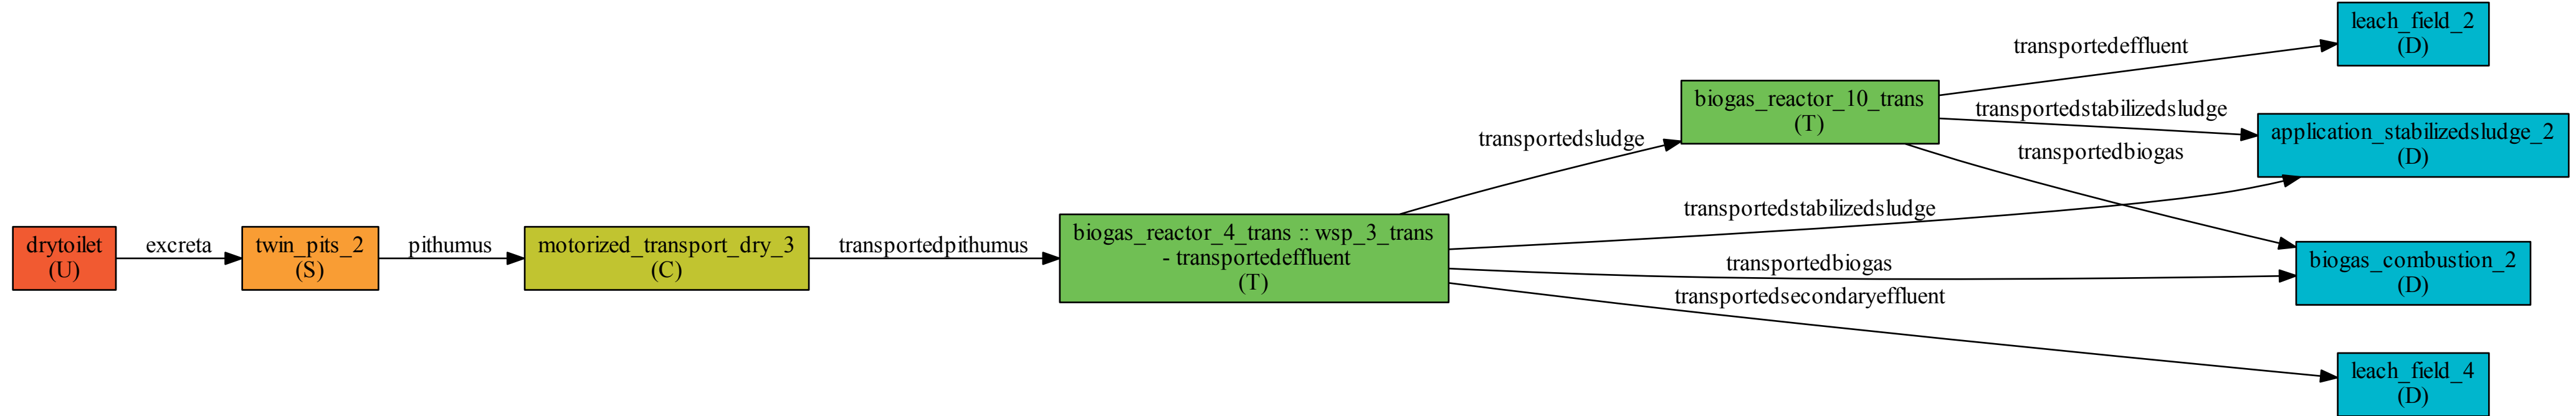 drytoilet
(U)
excreta
twin_pits_2
(S)
pithumus
motorized_transport_dry_3
(C)
transportedpithumus
biogas_reactor_4_trans :: wsp_3_trans
- transportedeffluent
(T)
transportedsludge
biogas_reactor_10_trans
(T)
transportedeffluent
transportedstabilizedsludge
transportedbiogas
transportedstabilizedsludge
transportedbiogas
transportedsecondaryeffluent
leach_field_2
(D)
application_stabilizedsludge_2
(D)
biogas_combustion_2
(D)
leach_field_4
(D)